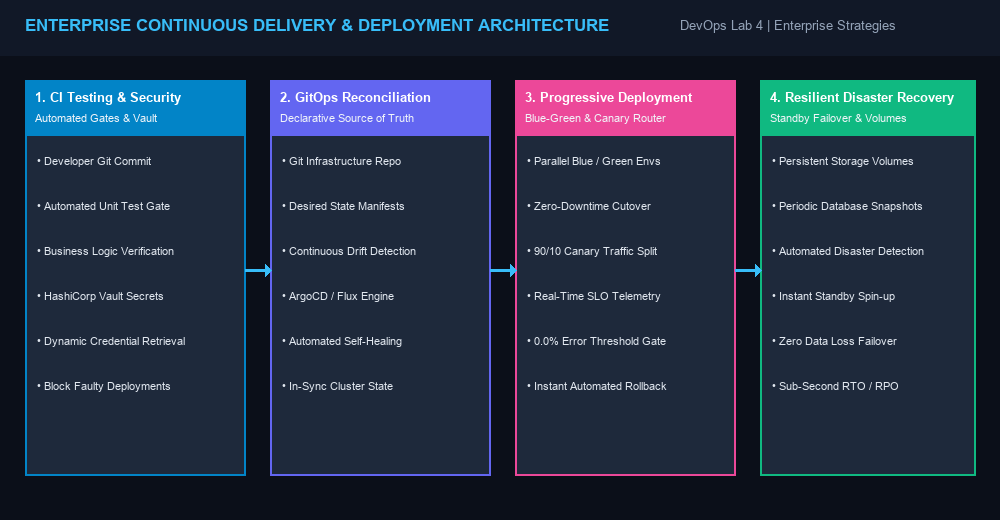 ENTERPRISE CONTINUOUS DELIVERY & DEPLOYMENT ARCHITECTURE
DevOps Lab 4 | Enterprise Strategies
1. CI Testing & Security
Automated Gates & Vault
• Developer Git Commit
• Automated Unit Test Gate
• Business Logic Verification
• HashiCorp Vault Secrets
• Dynamic Credential Retrieval
• Block Faulty Deployments
2. GitOps Reconciliation
Declarative Source of Truth
• Git Infrastructure Repo
• Desired State Manifests
• Continuous Drift Detection
• ArgoCD / Flux Engine
• Automated Self-Healing
• In-Sync Cluster State
3. Progressive Deployment
Blue-Green & Canary Router
• Parallel Blue / Green Envs
• Zero-Downtime Cutover
• 90/10 Canary Traffic Split
• Real-Time SLO Telemetry
• 0.0% Error Threshold Gate
• Instant Automated Rollback
4. Resilient Disaster Recovery
Standby Failover & Volumes
• Persistent Storage Volumes
• Periodic Database Snapshots
• Automated Disaster Detection
• Instant Standby Spin-up
• Zero Data Loss Failover
• Sub-Second RTO / RPO